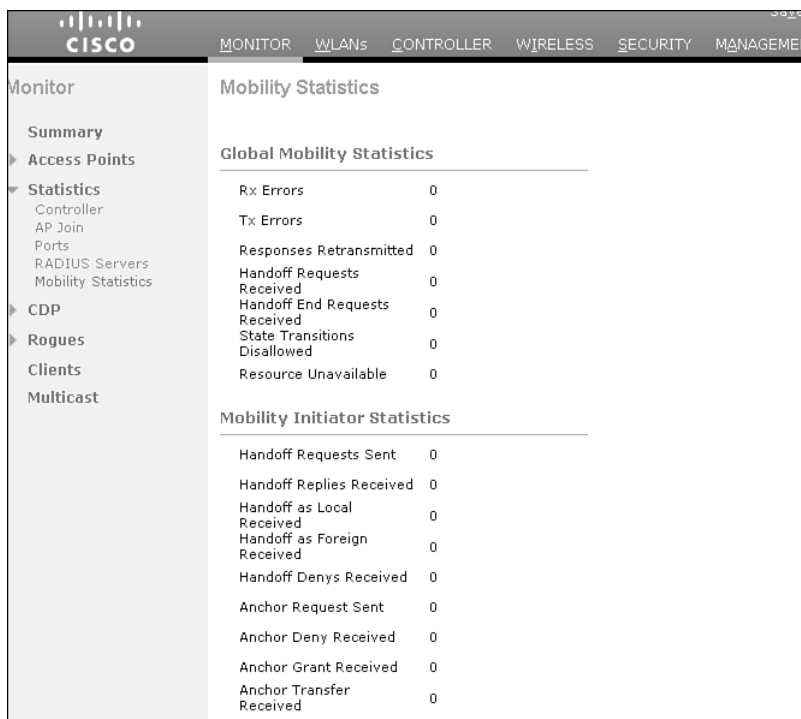 CISCO
MONITOR WLANs CONTROLLER WIRELESS SECURITY
Monitor
Summary
Access Points
Statistics
Controller
AP Join
Ports
RADIUS Servers
Mobility Statistics
CDP
Rogues
Clients
Multicast
Mobility Statistics
Global Mobility Statistics
Rx Errors 0
Tx Errors 0
Responses Retransmitted 0
Handoff Requests
Received 0
Handoff End Requests
Received 0
State Transitions
Disallowed 0
Resource Unavailable 0
Mobility Initiator Statistics
Handoff Requests Sent 0
Handoff Replies Received 0
Handoff as Local
Received 0
Handoff as Foreign
Received 0
Handoff Denys Received 0
Anchor Request Sent 0
Anchor Deny Received 0
Anchor Grant Received 0
Anchor Transfer
Received 0